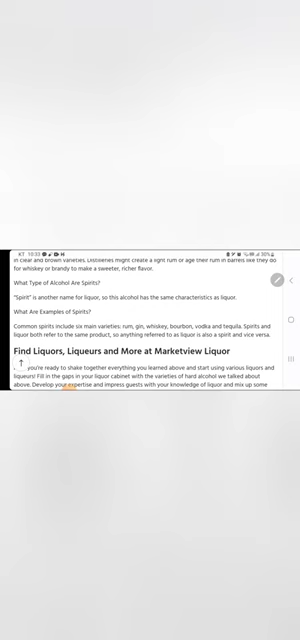 KT 10:33 30%
in clear and brown varieties. Distilleries might create a light rum or age their rum in barrels like they do
for whiskey or brandy to make a sweeter, richer flavor.
What Type of Alcohol Are Spirits?
"Spirit" is another name for liquor, so this alcohol has the same characteristics as liquor.
What Are Examples of Spirits?
Common spirits include six main varieties: rum, gin, whiskey, bourbon, vodka and tequila. Spirits and
liquor both refer to the same product, so anything referred to as liquor is also a spirit and vice versa.
Find Liquors, Liqueurs and More at Marketview Liquor
you're ready to shake together everything you learned above and start using various liquors and
liqueurs! Fill in the gaps in your liquor cabinet with the varieties of hard alcohol we talked about
above. Develop your expertise and impress guests with your knowledge of liquor and mix up some